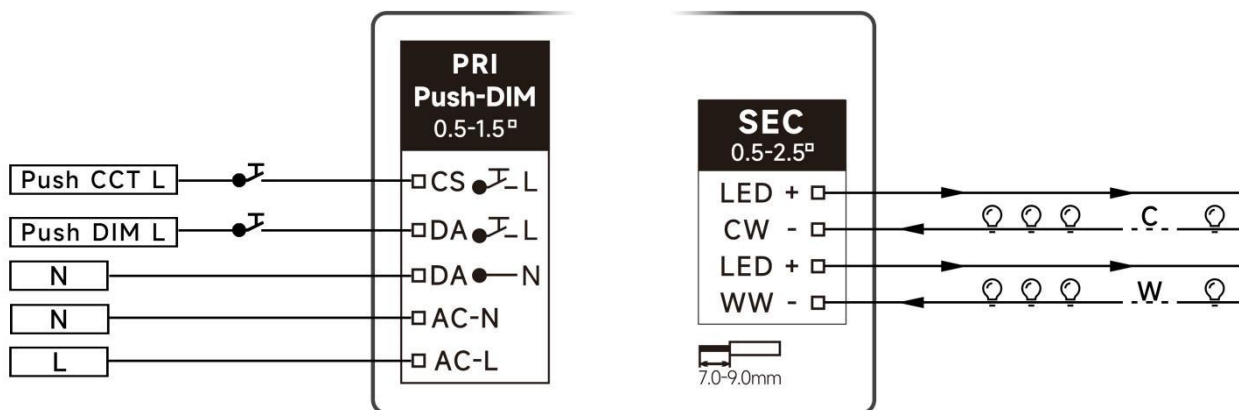 PRI
Push-DIM
0.5-1.5▫
Push CCT L
CS L
Push DIM L
DA L
N
DA N
N
AC-N
L
AC-L
SEC
0.5-2.5▫
LED +
CW -
C
LED +
WW -
W
7.0-9.0mm